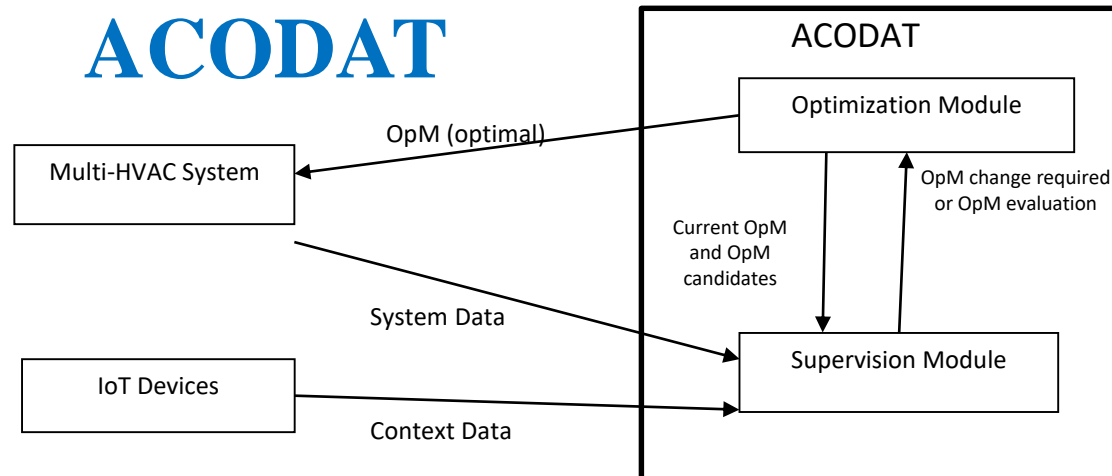 ACODAT
ACODAT
Optimization Module
OpM (optimal)
Multi-HVAC System
OpM change required
or OpM evaluation
Current OpM
and OpM
candidates
System Data
Supervision Module
IoT Devices
Context Data